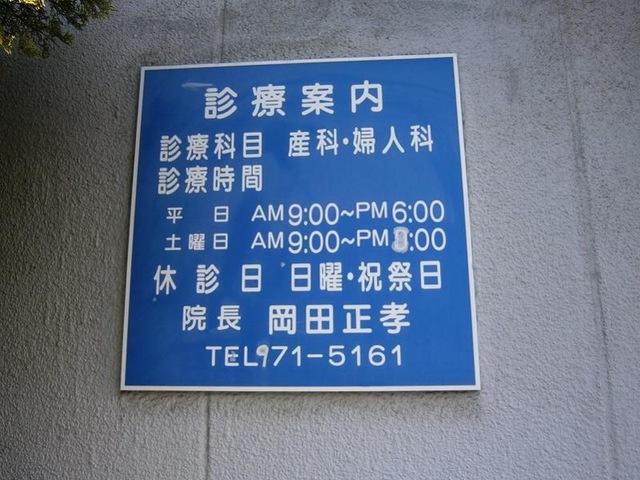 診療案内
診療科目 産科・婦人科
診療時間
平日 AM9:00~PM6:00
土曜日 AM9:00~PM
休診日 日曜・祝祭日
院長 岡田正孝
TEL 771-5161